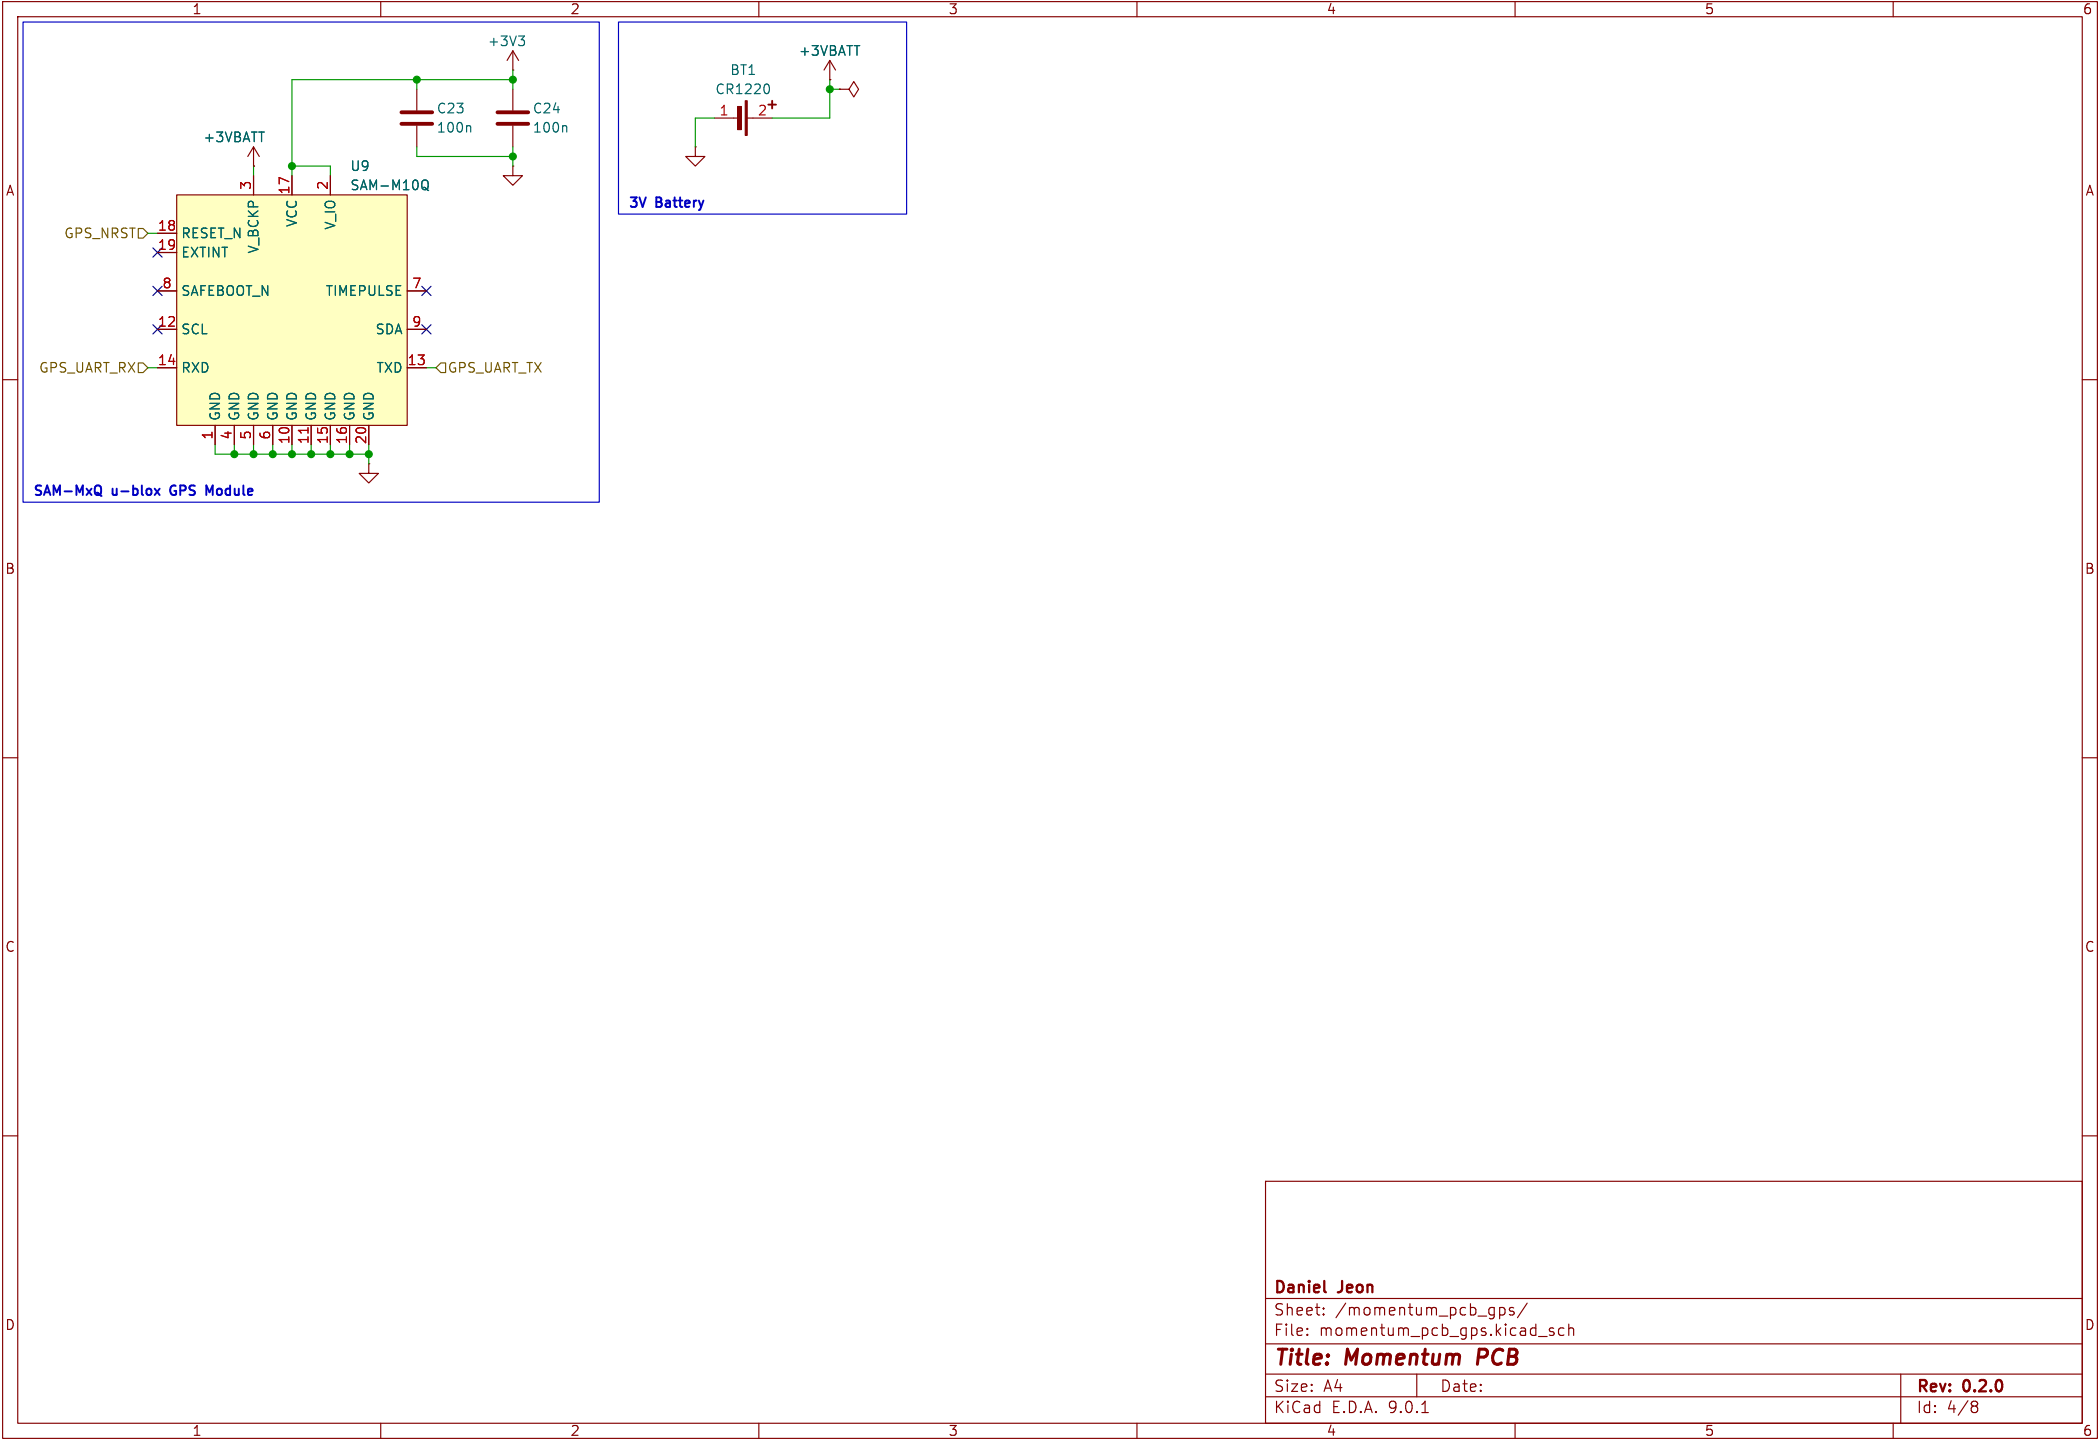 1 2 3 4 5 6
+3V3
C23
100n
C24
100n
+3VBATT
U9
SAM-M10Q
3 17 2
V_BCKP VCC V_IO
GPS_NRST 18 RESET_N
19 EXTINT
8 SAFEBOOT_N TIMEPULSE 7
12 SCL SDA 9
GPS_UART_RX 14 RXD TXD 13 GPS_UART_TX
GND GND GND GND GND GND GND GND GND
1 4 5 6 10 11 15 16 20
SAM-MxQ u-blox GPS Module
+3VBATT
BT1
CR1220
1 2 +
3V Battery
A A
B B
C C
D D
Daniel Jeon
Sheet: /momentum_pcb_gps/
File: momentum_pcb_gps.kicad_sch
Title: Momentum PCB
Size: A4 Date: Rev: 0.2.0
KiCad E.D.A. 9.0.1 Id: 4/8
1 2 3 4 5 6